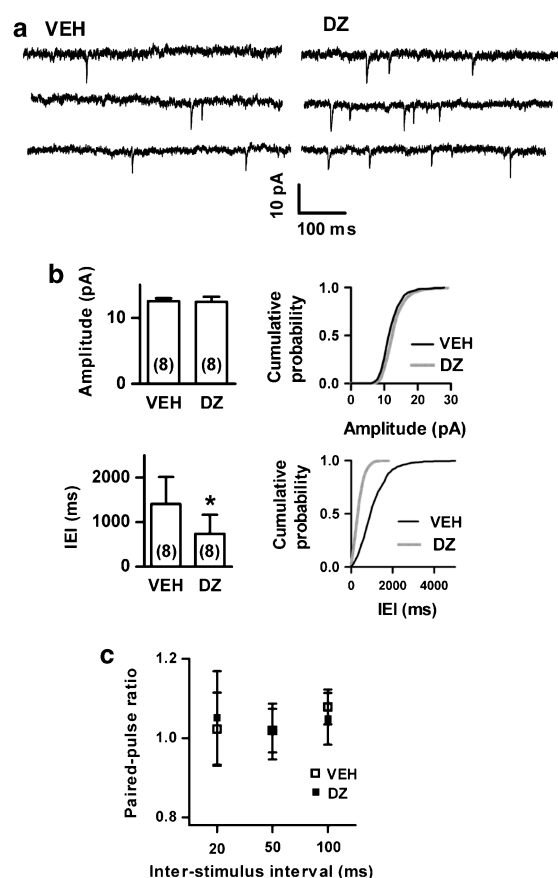 a
VEH
DZ
10 pA
100 ms
b
Amplitude (pA)
10
0
(8)
(8)
VEH
DZ
Cumulative
probability
1.0
0.5
0.0
VEH
DZ
0
10
20
30
Amplitude (pA)
IEI (ms)
2000
1000
0
*
(8)
(8)
VEH
DZ
Cumulative
probability
1.0
0.5
0.0
VEH
DZ
0
2000
4000
IEI (ms)
c
Paired-pulse ratio
1.2
1.0
0.8
VEH
DZ
20
50
100
Inter-stimulus interval (ms)